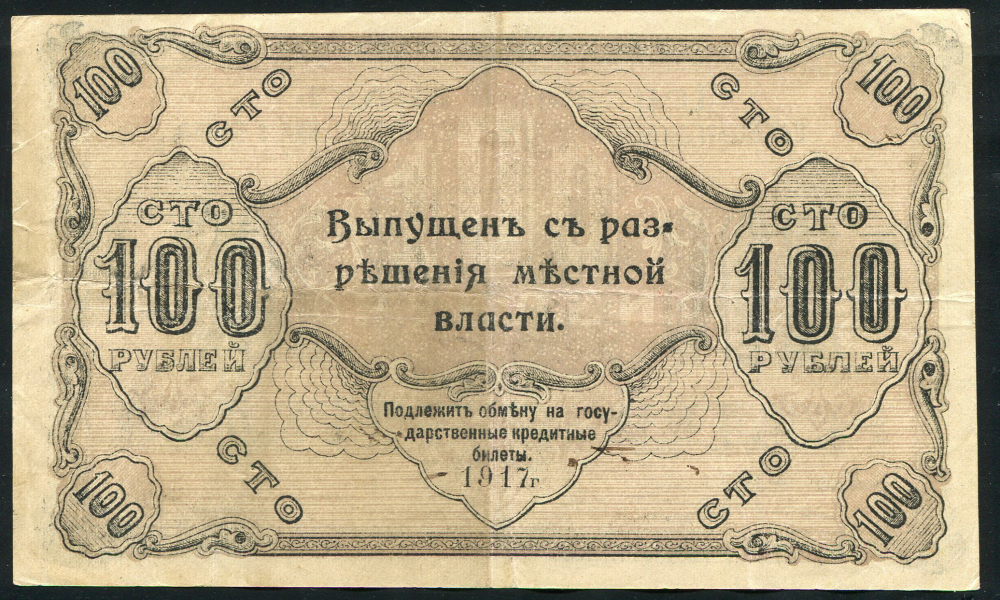 100
100
СТО
СТО
СТО
100
РУБЛЕЙ
Выпущенъ съ раз-
рѣшенія мѣстной
власти.
СТО
100
РУБЛЕЙ
Подлежитъ обмѣну на госу-
дарственные кредитные
билеты.
1917г
СТО
СТО
100
100